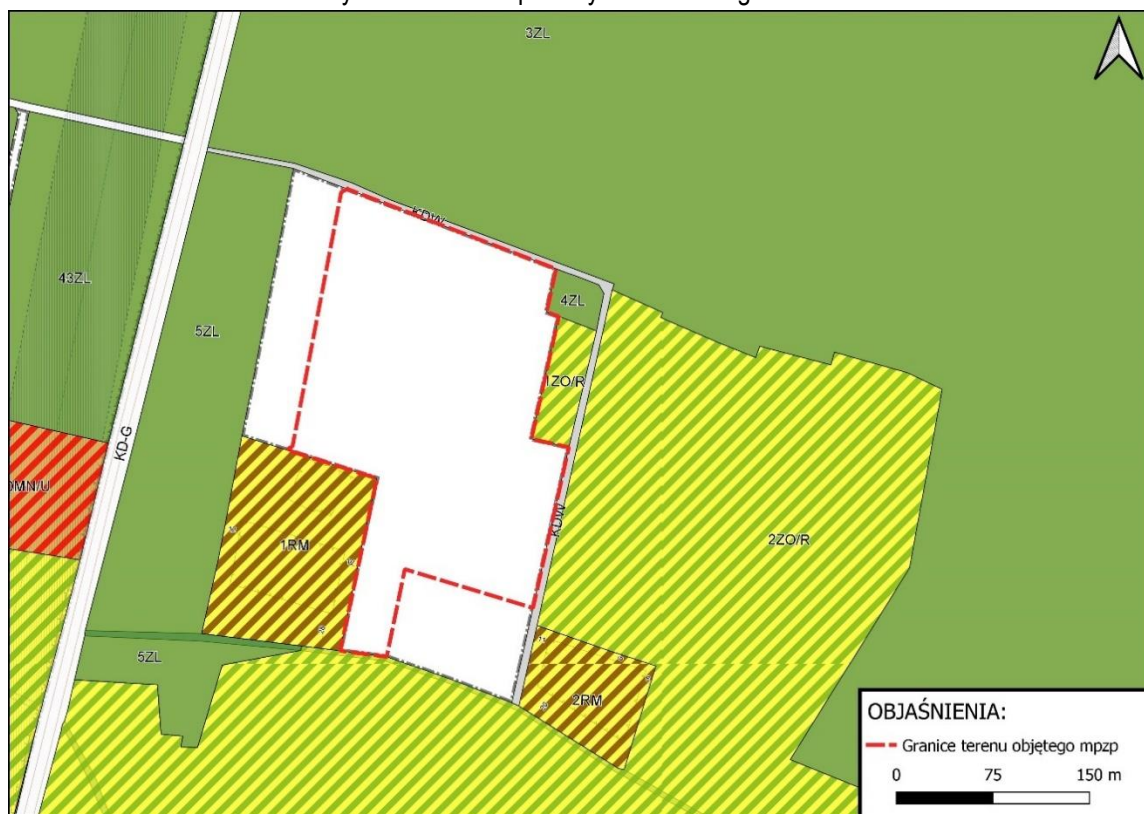 3ZL
KDW
43ZL
5ZL
4ZL
1ZO/R
KD-G
MN/U
1RM
KDW
2ZO/R
5ZL
2RM
OBJAŚNIENIA:
Granice terenu objętego mpzp
0 75 150 m